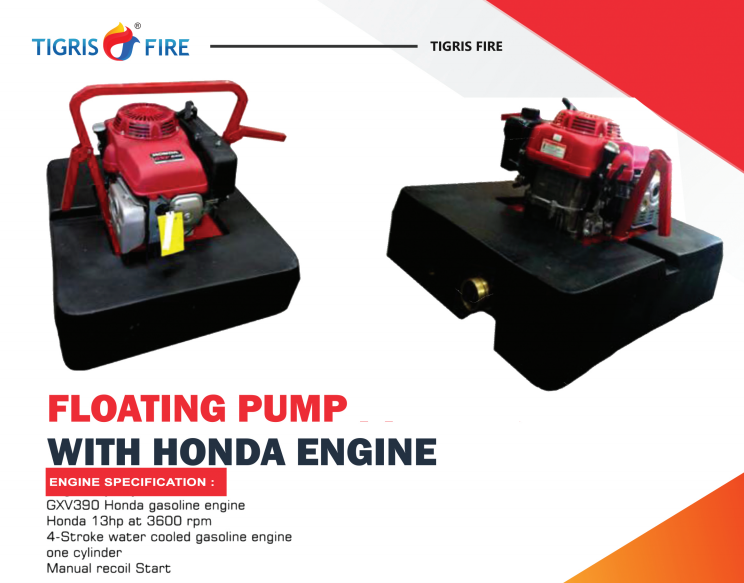 TIGRIS FIRE ®
TIGRIS FIRE
HONDA
FLOATING PUMP
WITH HONDA ENGINE
ENGINE SPECIFICATION :
GXV390 Honda gasoline engine
Honda 13hp at 3600 rpm
4-Stroke water cooled gasoline engine
one cylinder
Manual recoil Start